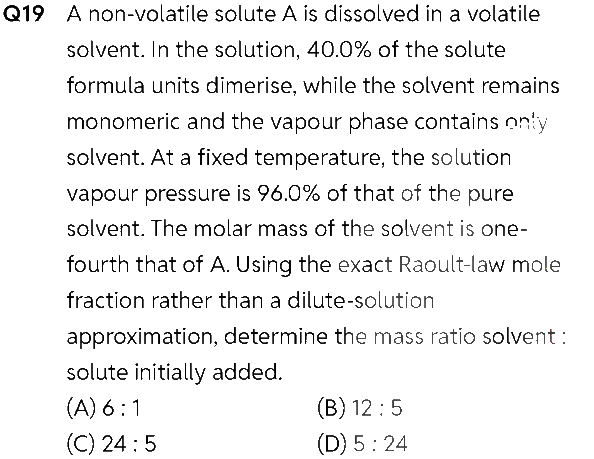 Q19 A non-volatile solute A is dissolved in a volatile
solvent. In the solution, 40.0% of the solute
formula units dimerise, while the solvent remains
monomeric and the vapour phase contains only
solvent. At a fixed temperature, the solution
vapour pressure is 96.0% of that of the pure
solvent. The molar mass of the solvent is one-
fourth that of A. Using the exact Raoult-law mole
fraction rather than a dilute-solution
approximation, determine the mass ratio solvent :
solute initially added.
(A) 6 : 1 (B) 12 : 5
(C) 24 : 5 (D) 5 : 24